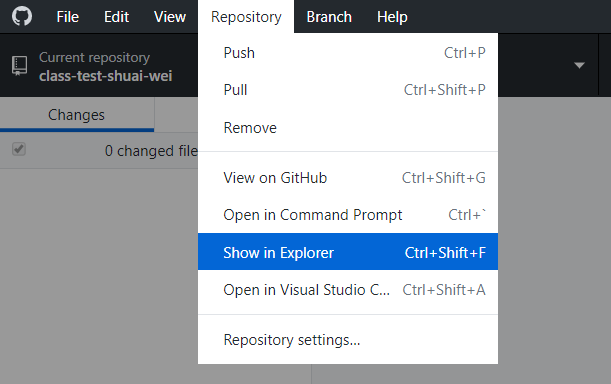 File Edit View Repository Branch Help
Current repository
class-test-shuai-wei
Changes
0 changed file
Push Ctrl+P
Pull Ctrl+Shift+P
Remove
View on GitHub Ctrl+Shift+G
Open in Command Prompt Ctrl+`
Show in Explorer Ctrl+Shift+F
Open in Visual Studio C... Ctrl+Shift+A
Repository settings...